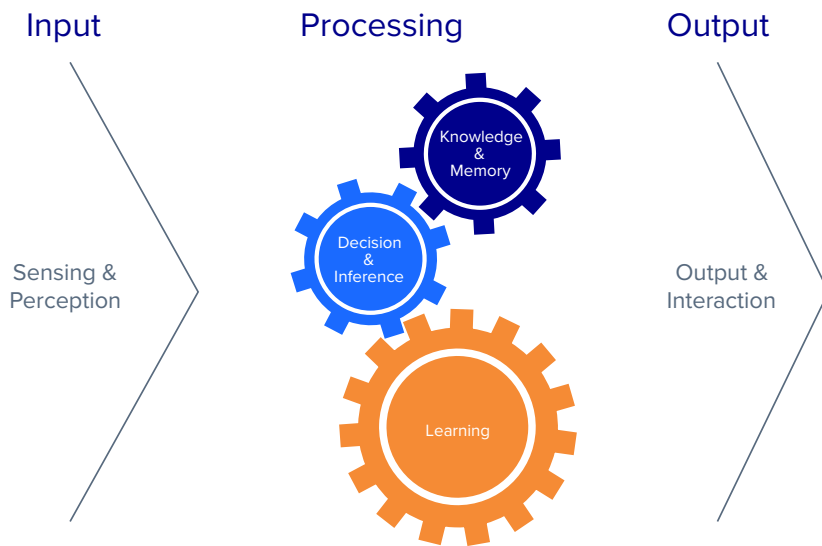 Input
Processing
Output
Knowledge
&
Memory
Decision
&
Inference
Sensing &
Perception
Output &
Interaction
Learning